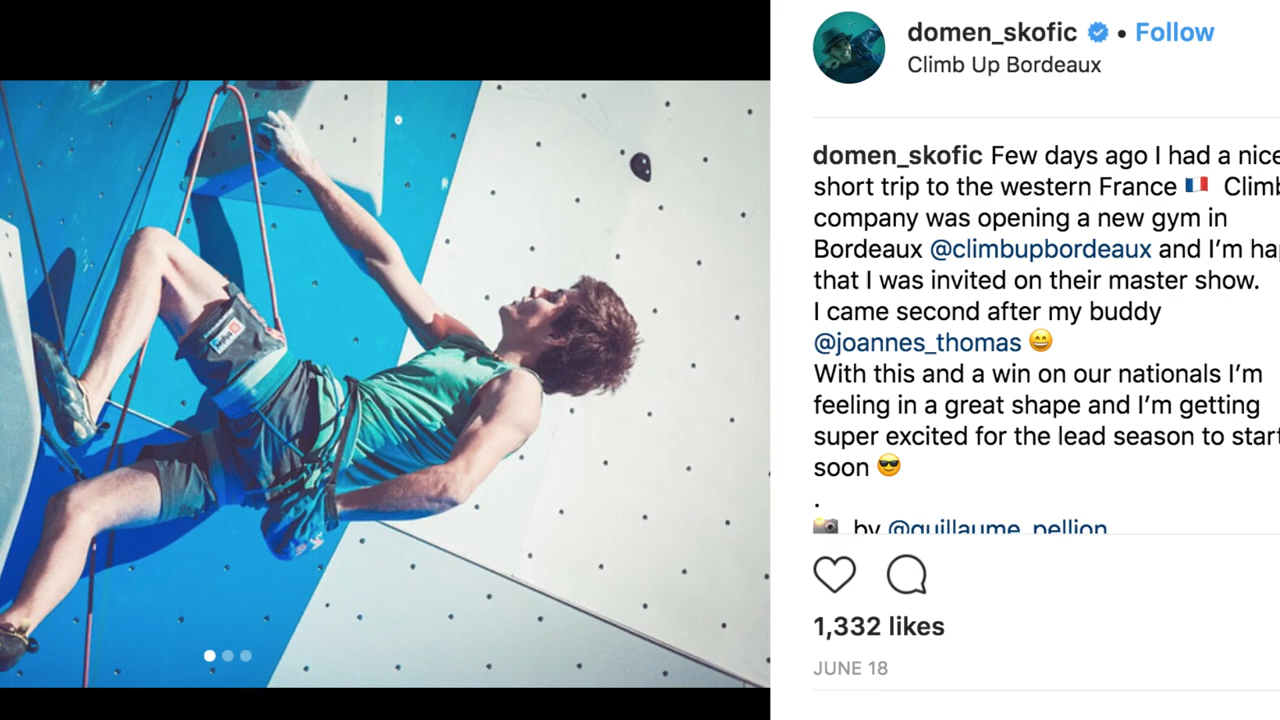 domen_skofic • Follow
Climb Up Bordeaux
domen_skofic Few days ago I had a nice
short trip to the western France 🇫🇷 Climb
company was opening a new gym in
Bordeaux @climbupbordeaux and I’m
that I was invited on their master show.
I came second after my buddy
@joannes_thomas 😄
With this and a win on our nationals I’m
feeling in a great shape and I’m getting
super excited for the lead season to start
soon 😎
.
📷 by @guillaume_pellion
1,332 likes
JUNE 18